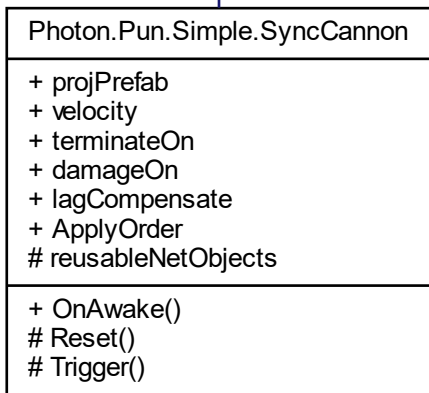 Photon.Pun.Simple.SyncCannon
+ projPrefab
+ velocity
+ terminateOn
+ damageOn
+ lagCompensate
+ ApplyOrder
# reusableNetObjects
+ OnAwake()
# Reset()
# Trigger()